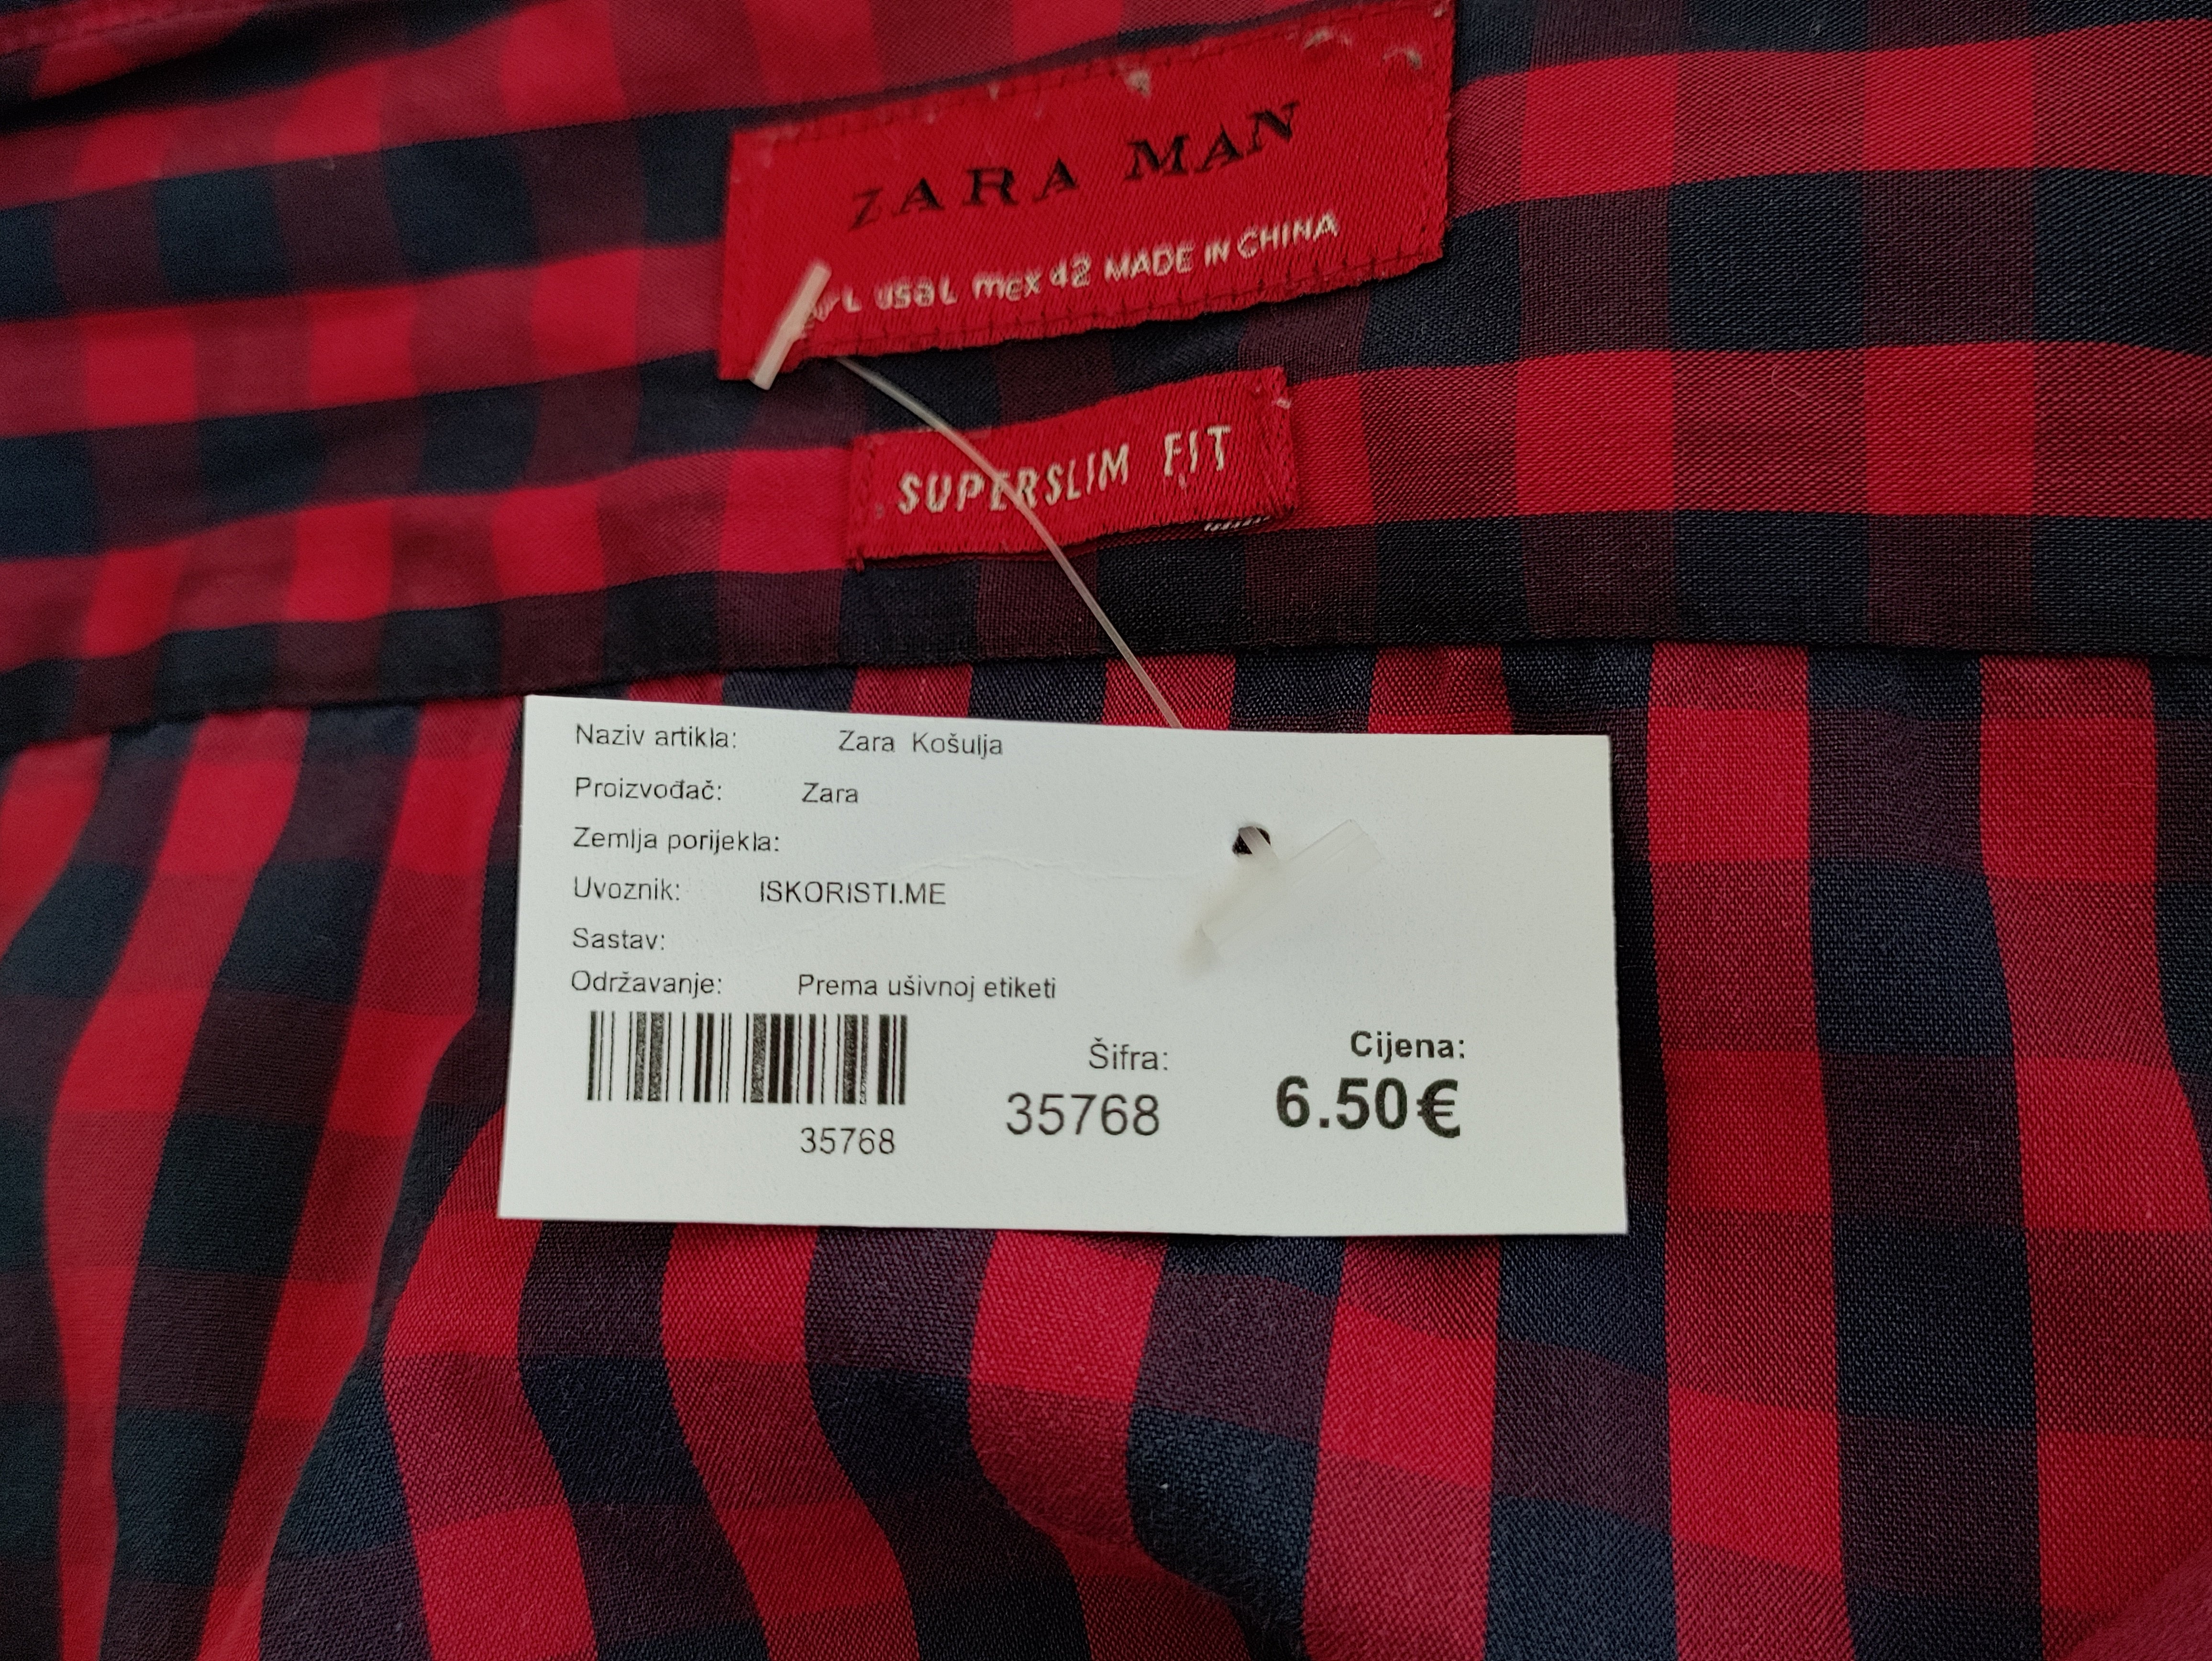 ZARA MAN
L USA L mex 42 MADE IN CHINA
SUPERSLIM FIT
Naziv artikla: Zara Košulja
Proizvođač: Zara
Zemlja porijekla:
Uvoznik: ISKORISTI.ME
Sastav:
Održavanje: Prema ušivnoj etiketi
35768
Šifra:
35768
Cijena:
6.50€